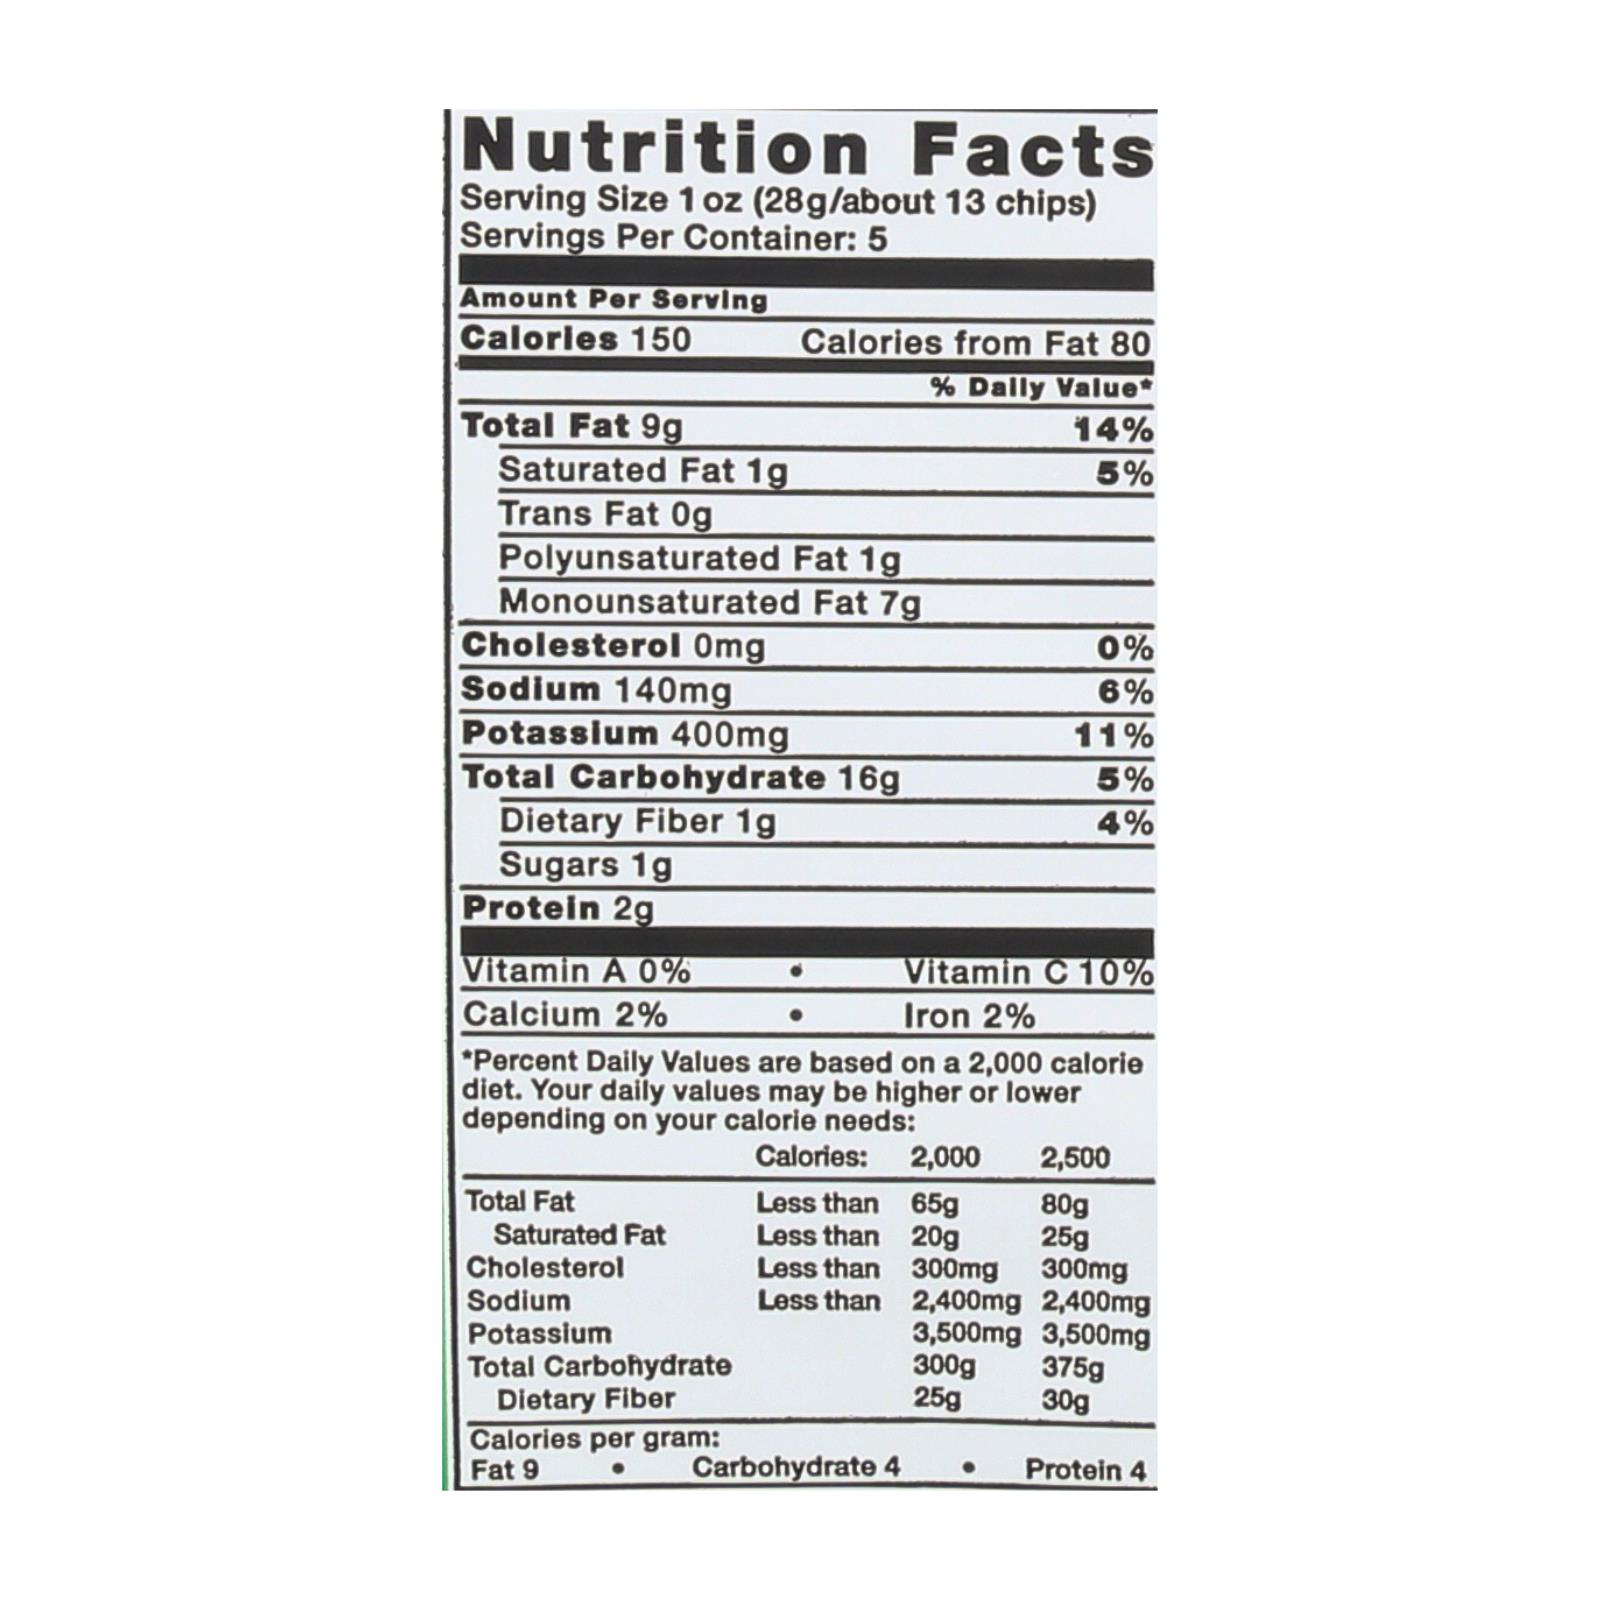 Nutrition Facts
Serving Size 1 oz (28g/about 13 chips)
Servings Per Container: 5
Amount Per Serving
Calories 150 Calories from Fat 80
% Daily Value*
Total Fat 9g 14%
Saturated Fat 1g 5%
Trans Fat 0g
Polyunsaturated Fat 1g
Monounsaturated Fat 7g
Cholesterol 0mg 0%
Sodium 140mg 6%
Potassium 400mg 11%
Total Carbohydrate 16g 5%
Dietary Fiber 1g 4%
Sugars 1g
Protein 2g
Vitamin A 0% • Vitamin C 10%
Calcium 2% • Iron 2%
*Percent Daily Values are based on a 2,000 calorie
diet. Your daily values may be higher or lower
depending on your calorie needs:
Calories: 2,000 2,500
Total Fat Less than 65g 80g
Saturated Fat Less than 20g 25g
Cholesterol Less than 300mg 300mg
Sodium Less than 2,400mg 2,400mg
Potassium 3,500mg 3,500mg
Total Carbohydrate 300g 375g
Dietary Fiber 25g 30g
Calories per gram:
Fat 9 • Carbohydrate 4 • Protein 4